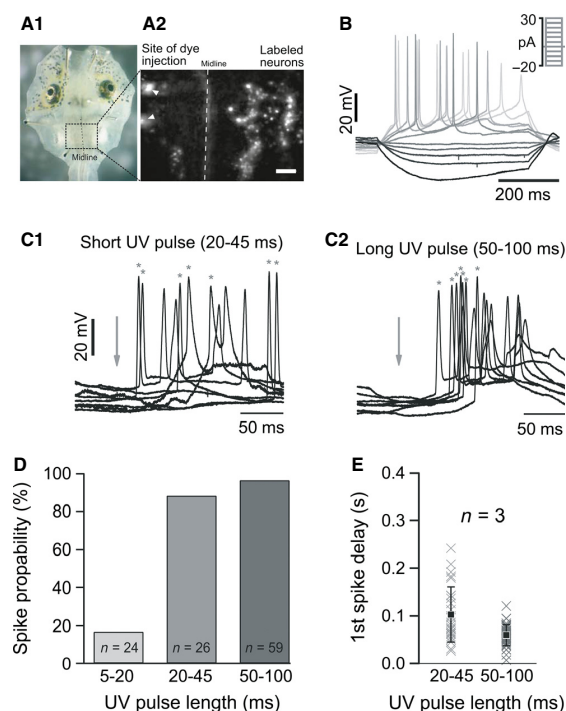 A1
A2
Site of dye
injection
Midline
Labeled
neurons
Midline
B
30
pA
–20
20 mV
200 ms
C1
Short UV pulse (20-45 ms)
* * * * * * *
20 mV
50 ms
C2
Long UV pulse (50-100 ms)
* * * * * * *
50 ms
D
Spike propability (%)
100
80
60
40
20
0
n = 24
n = 26
n = 59
5-20
20-45
50-100
UV pulse length (ms)
E
1st spike delay (s)
0.4
0.3
0.2
0.1
0.0
n = 3
20-45
50-100
UV pulse length (ms)